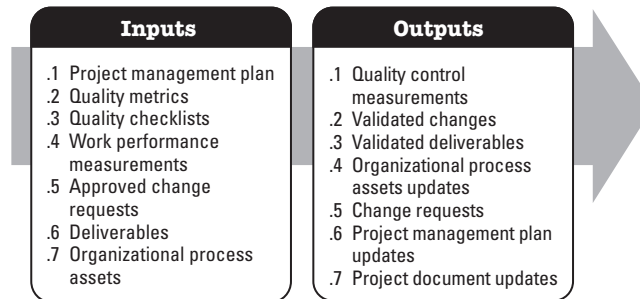 Inputs
.1 Project management plan
.2 Quality metrics
.3 Quality checklists
.4 Work performance
measurements
.5 Approved change
requests
.6 Deliverables
.7 Organizational process
assets
Outputs
.1 Quality control
measurements
.2 Validated changes
.3 Validated deliverables
.4 Organizational process
assets updates
.5 Change requests
.6 Project management plan
updates
.7 Project document updates